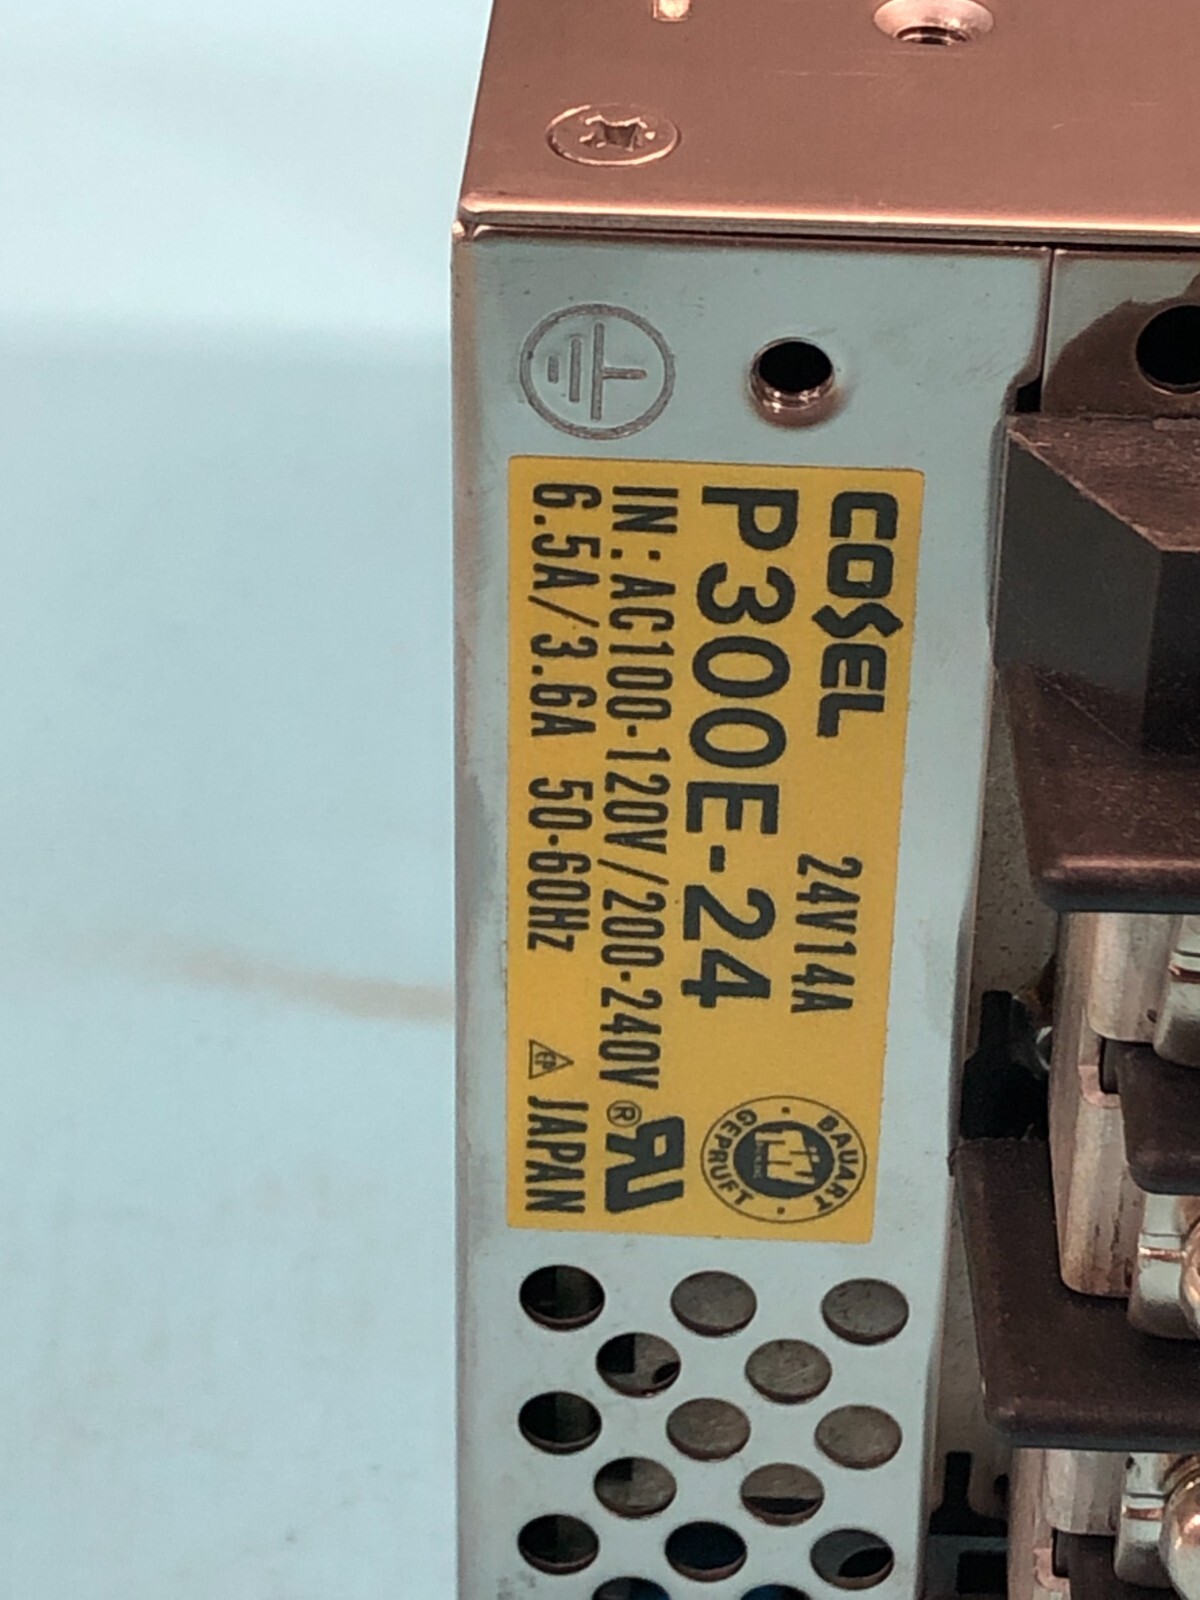 COSEL 24V14A
P300E-24
IN:AC100-120V/200-240V
6.5A/3.6A 50-60Hz
JAPAN
BAUART
GEPRUFT
®